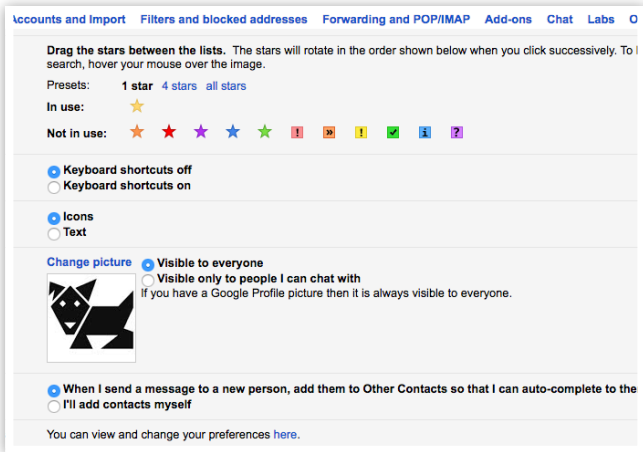 Accounts and Import Filters and blocked addresses Forwarding and POP/IMAP Add-ons Chat Labs
Drag the stars between the lists. The stars will rotate in the order shown below when you click successively. To
search, hover your mouse over the image.
Presets: 1 star 4 stars all stars
In use:
Not in use: ! » ! ✓ i ?
Keyboard shortcuts off
Keyboard shortcuts on
Icons
Text
Change picture Visible to everyone
Visible only to people I can chat with
If you have a Google Profile picture then it is always visible to everyone.
When I send a message to a new person, add them to Other Contacts so that I can auto-complete to
I'll add contacts myself
You can view and change your preferences here.